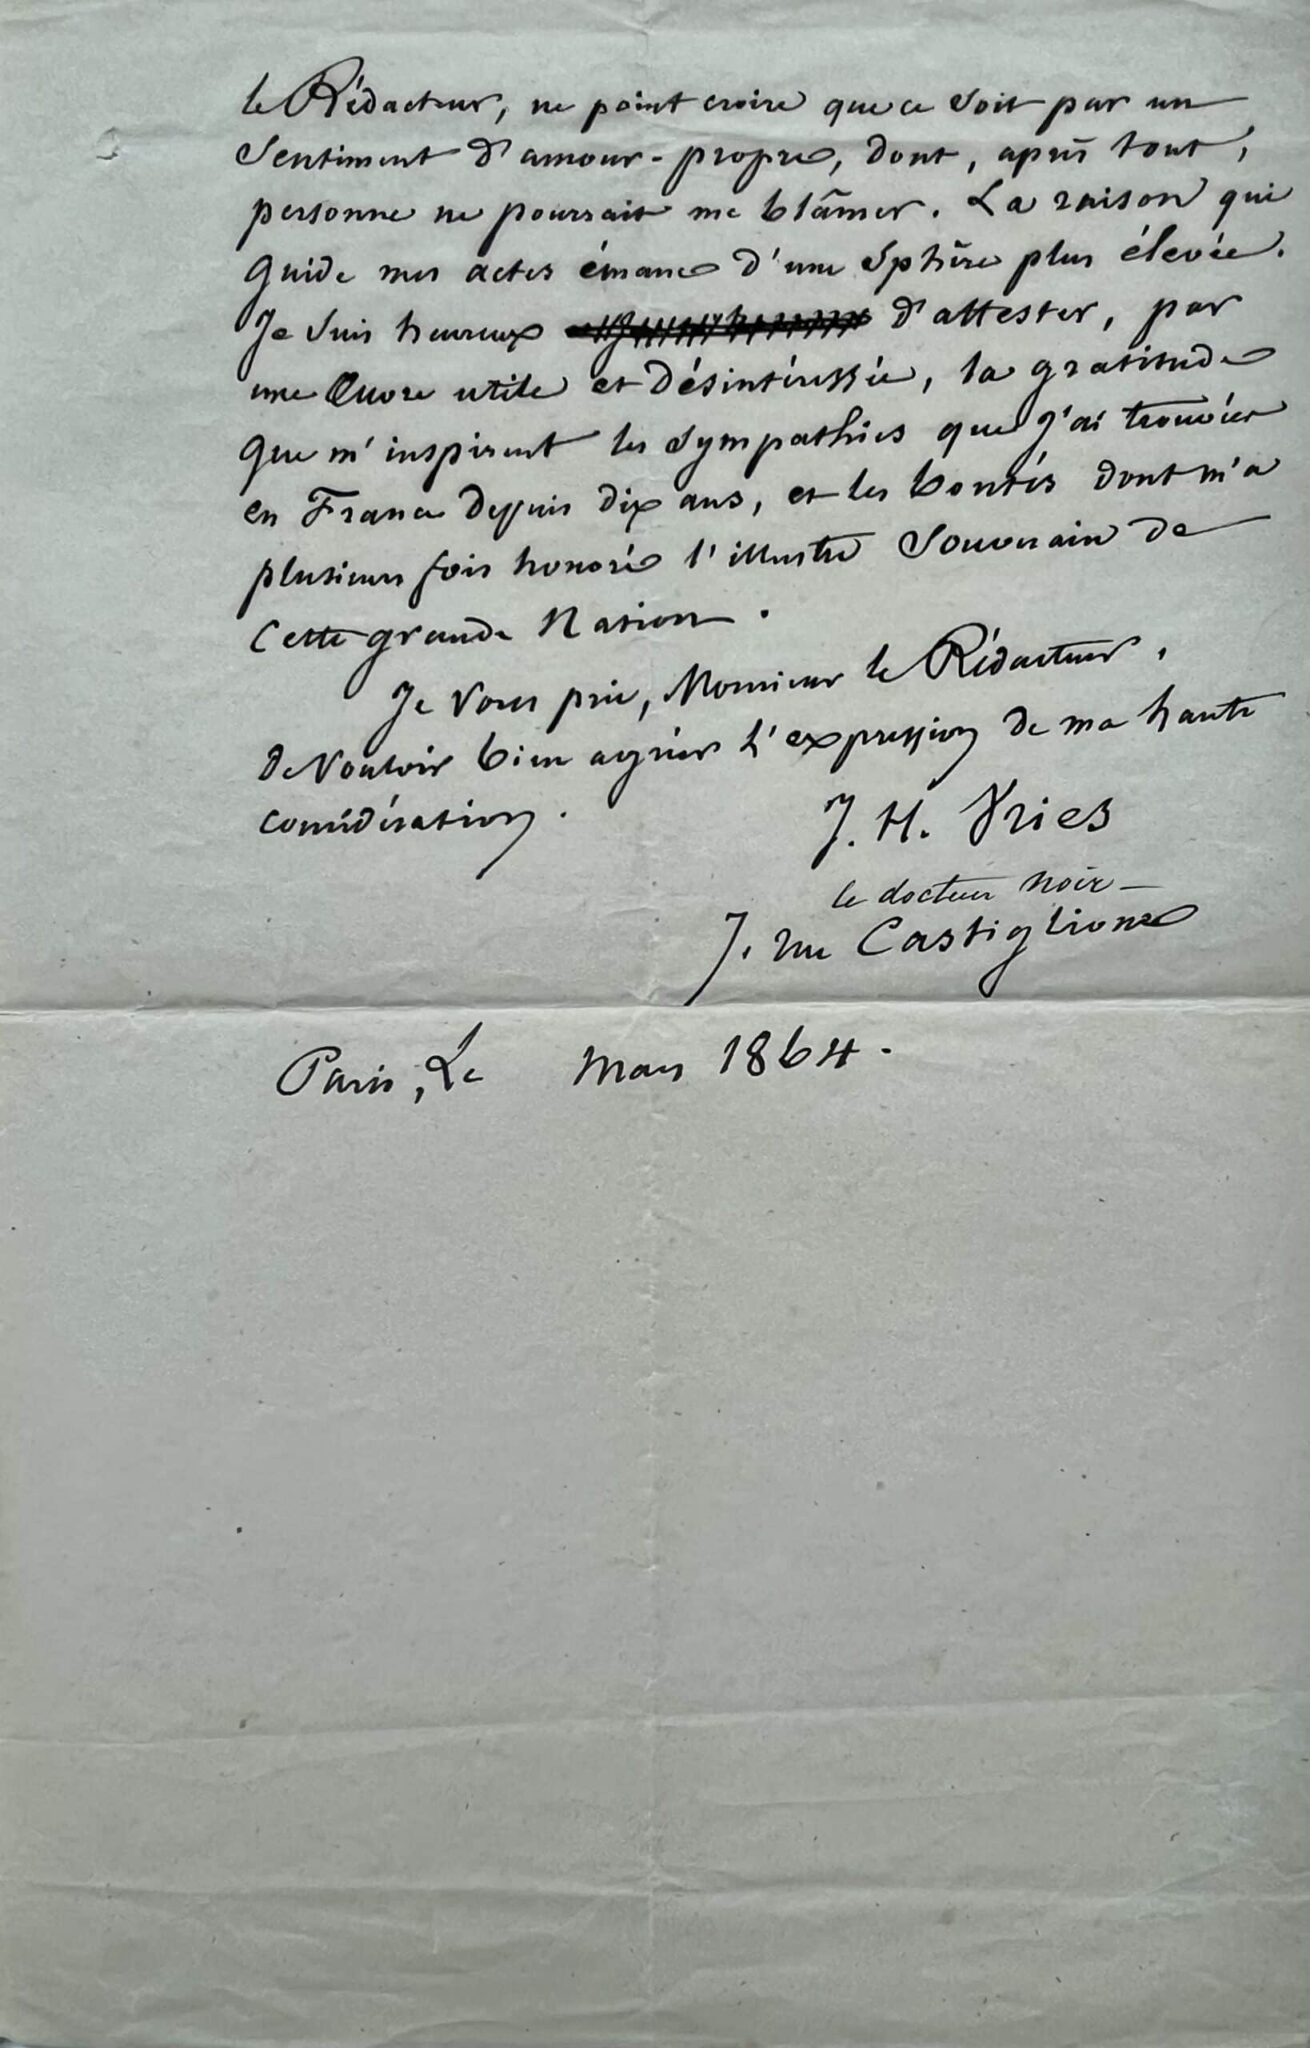 le Rédacteur, ne point croire que ce soit par un
Sentiment d'amour-propre, dont, après tout,
personne ne pourrait me blâmer. La raison qui
guide mes actes émane d'une Sphère plus élevée.
Je suis heureux d'attester, par
une Œuvre utile et désintéressée, la gratitude
que m'inspirent les Sympathies que j'ai trouvées
en France depuis dix ans, et les bontés dont m'a
plusieurs fois honoré l'illustre Souverain de
Cette grande Nation.
Je Vous prie, Monsieur le Rédacteur,
de Vouloir bien agréer l'expression de ma haute
considération.
J. H. Vries
le docteur noir —
7. rue Castiglione
Paris, Le Mars 1864.